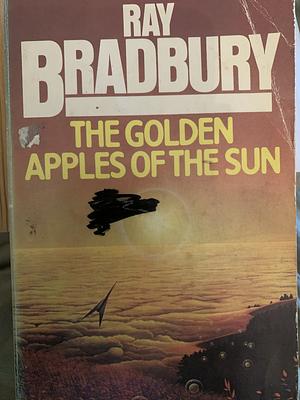 RAY
BRADBURY
THE GOLDEN
APPLES OF THE SUN